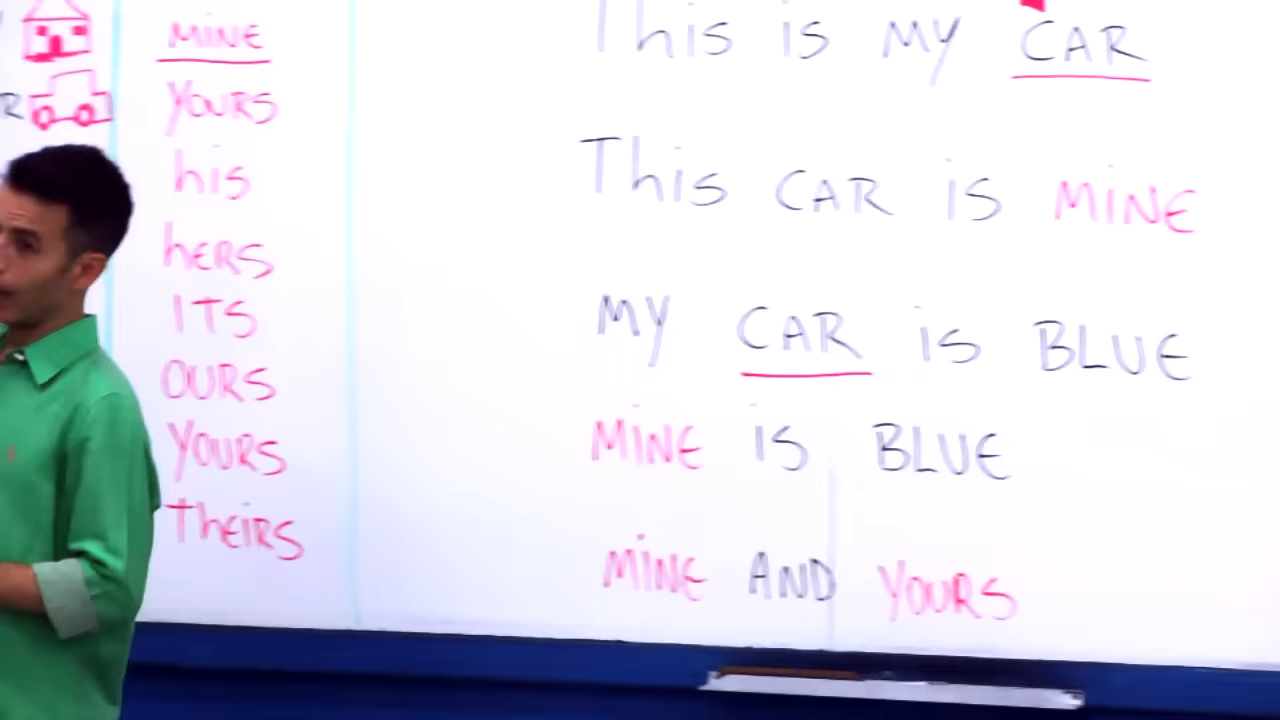 MINE
YOURS
his
hERS
ITS
OURS
YOURS
ThEiRS
This is MY CAR
This CAR is MiNE
MY CAR is BLUE
MiNE iS BLUE
MiNE AND YOURS